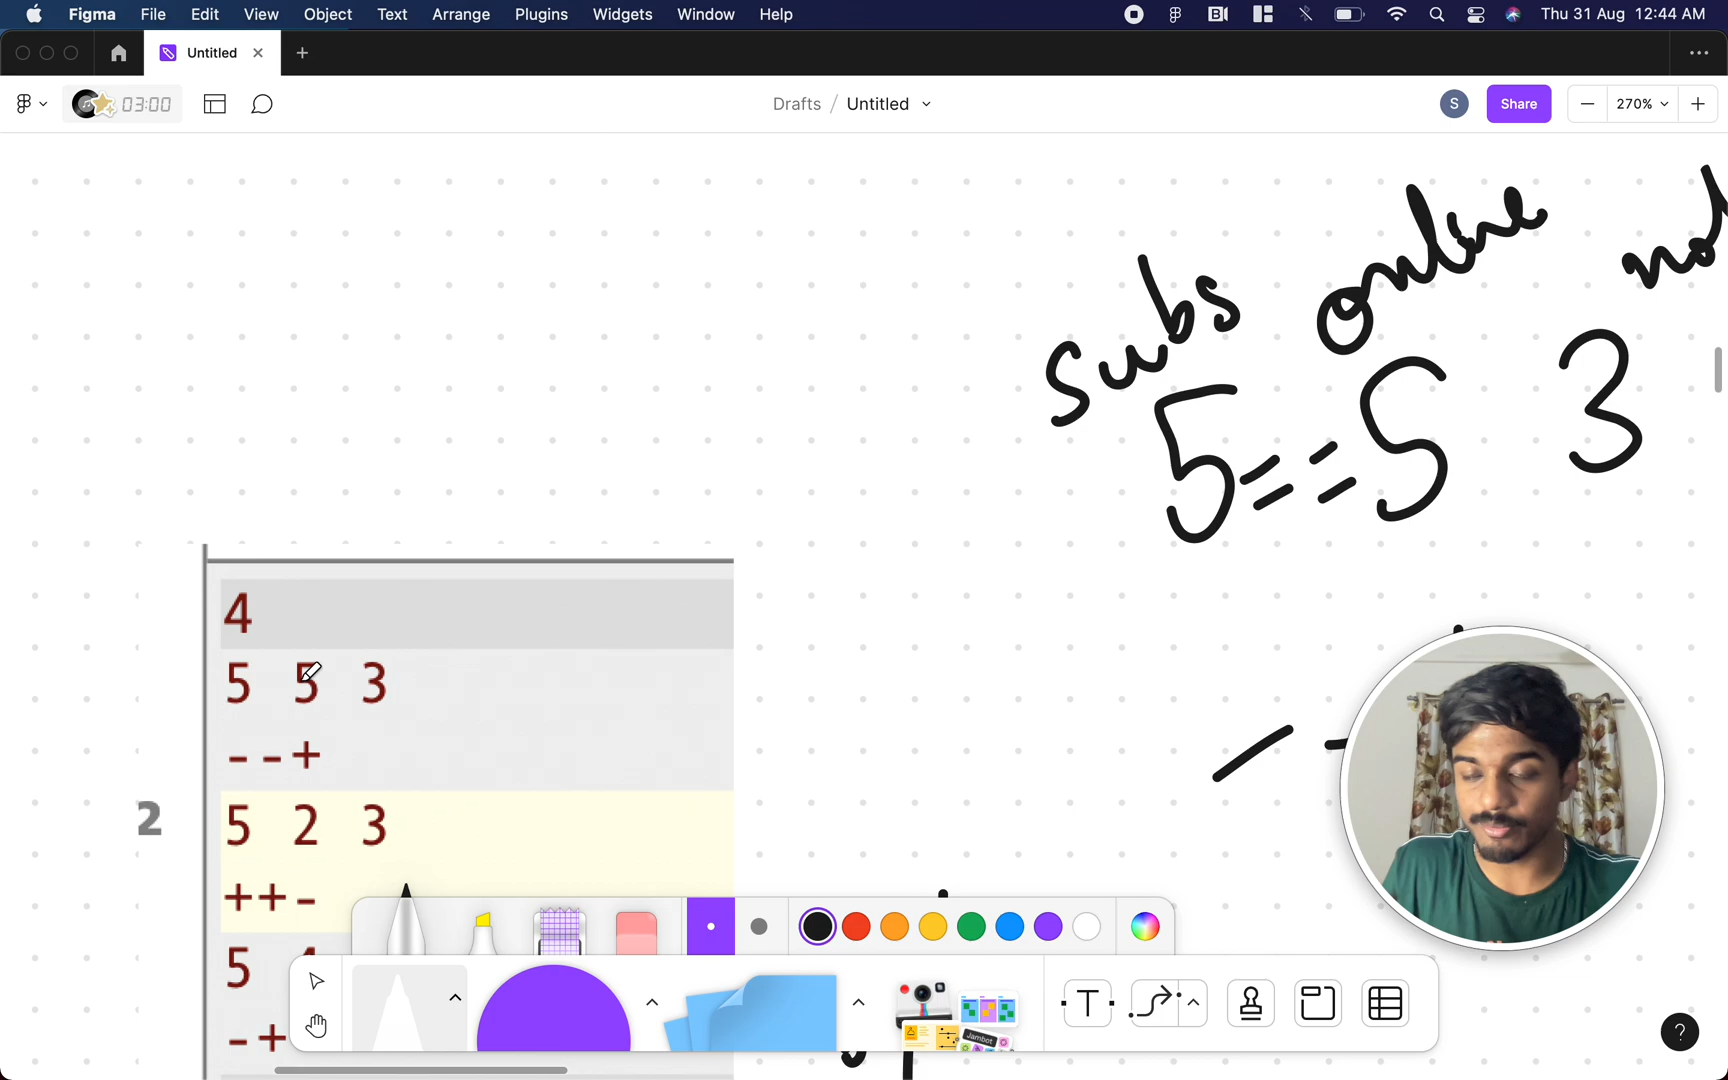 Figma File Edit View Object Text Arrange Plugins Widgets Window Help Thu 31 Aug 12:44 AM
Untitled
03:00 Drafts / Untitled S Share 270%
subs online
5==5 3
4
5 5 3
--+
2
5 2 3
++-
5
-+
T
Jambot
?